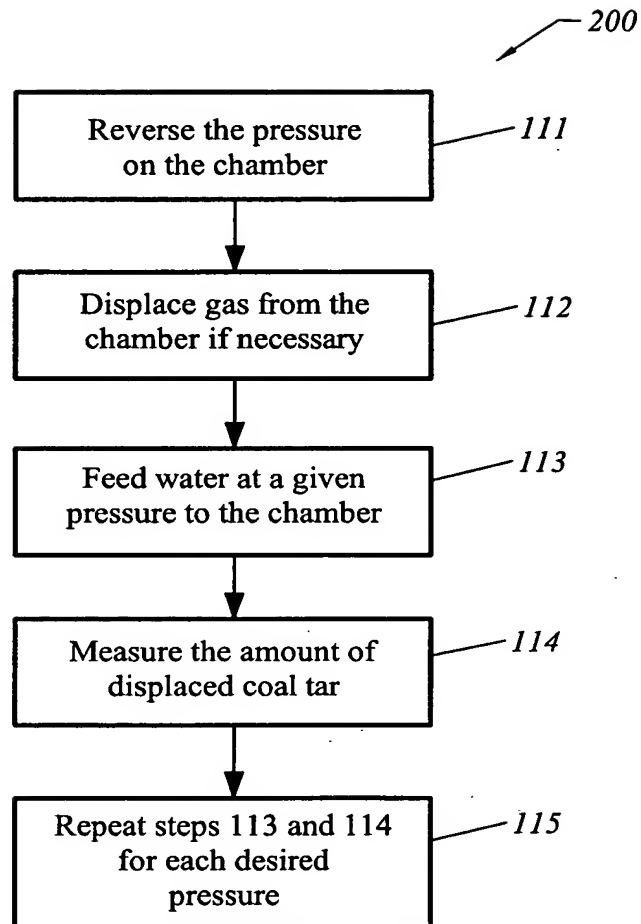 200
Reverse the pressure
on the chamber
111
Displace gas from the
chamber if necessary
112
Feed water at a given
pressure to the chamber
113
Measure the amount of
displaced coal tar
114
Repeat steps 113 and 114
for each desired
pressure
115